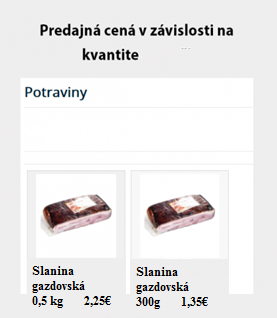 Predajná cená v závislosti na
kvantite
Potraviny
Slanina
gazdovská
0,5 kg 2,25€
Slanina
gazdovská
300g 1,35€